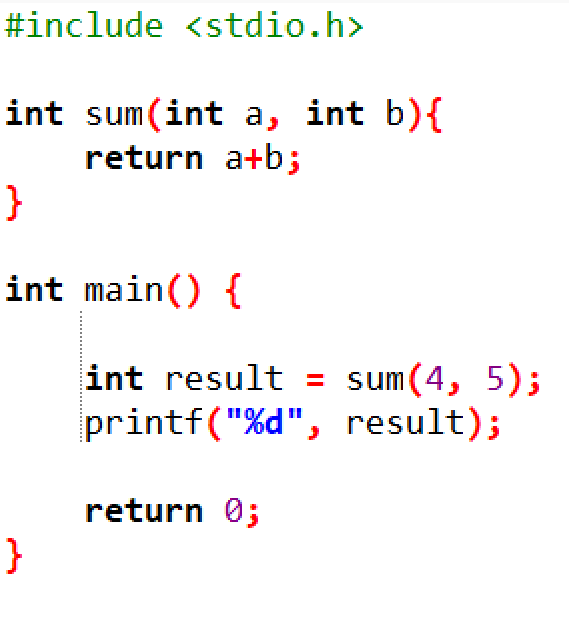 #include <stdio.h>
int sum(int a, int b){
    return a+b;
}
int main() {
    int result = sum(4, 5);
    printf("%d", result);
    return 0;
}